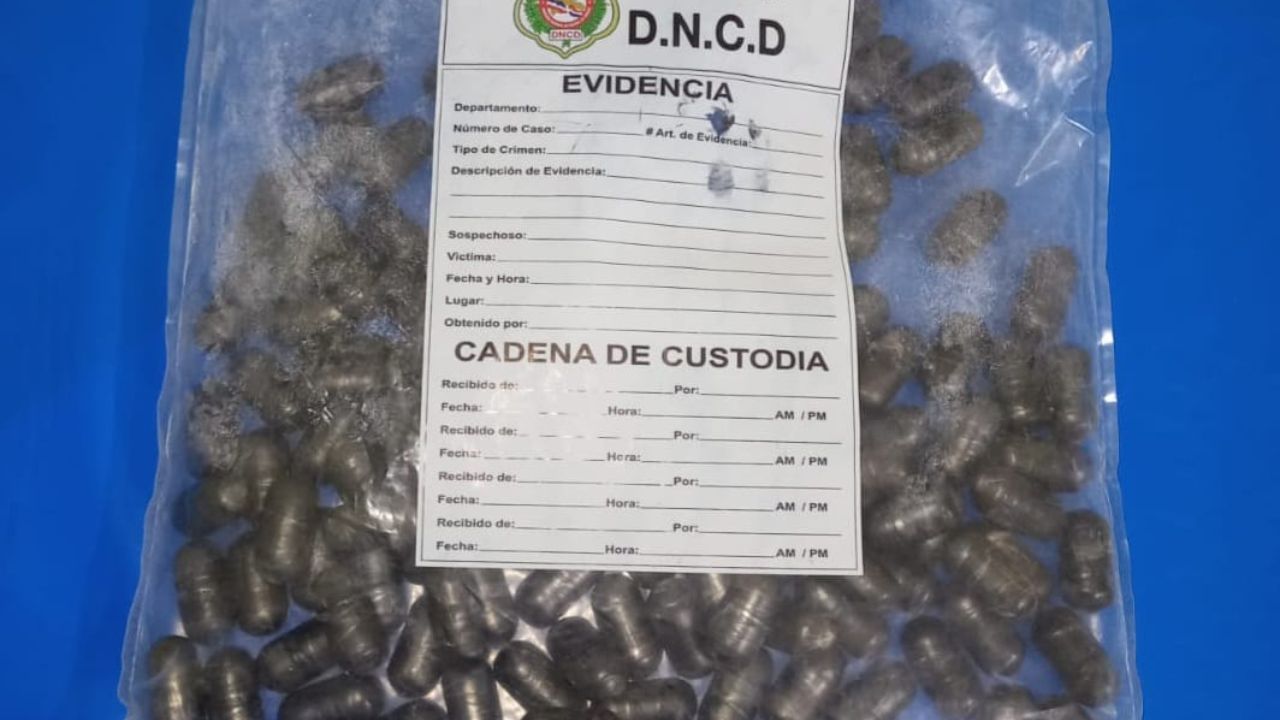 DNCD
D.N.C.D
EVIDENCIA
Departamento:
Número de Caso: # Art. de Evidencia:
Tipo de Crimen:
Descripción de Evidencia:
Sospechoso:
Victima:
Fecha y Hora:
Lugar:
Obtenido por:
CADENA DE CUSTODIA
Recibido de: Por:
Fecha: Hora: AM / PM
Recibido de: Por:
Fecha: Hora: AM / PM
Recibido de: Por:
Fecha: Hora: AM / PM
Recibido de: Por:
Fecha: Hora: AM / PM